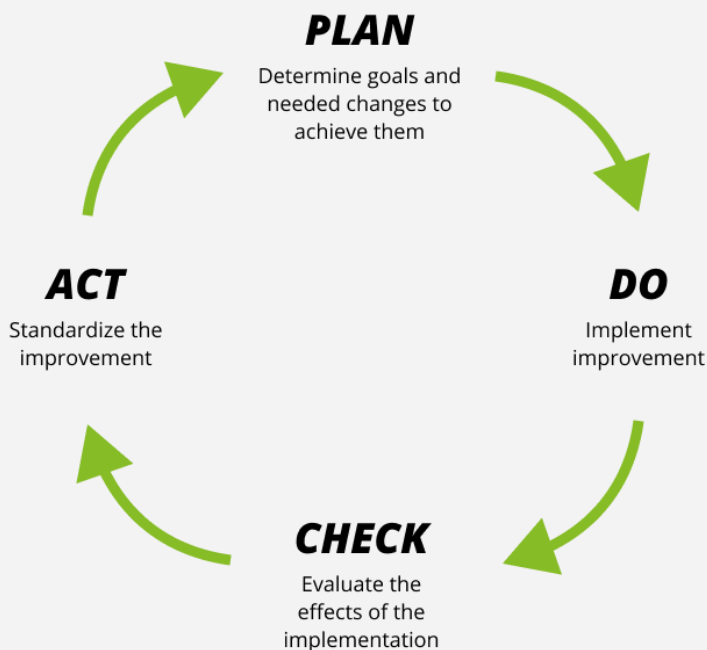 PLAN
Determine goals and
needed changes to
achieve them
ACT
Standardize the
improvement
DO
Implement
improvement
CHECK
Evaluate the
effects of the
implementation